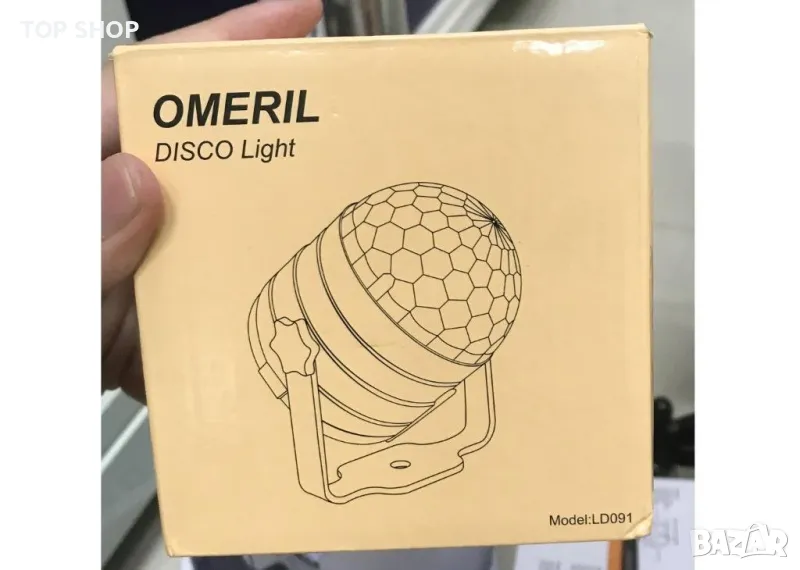 TOP SHOP
OMERIL
DISCO Light
Model:LD091
BAZAR